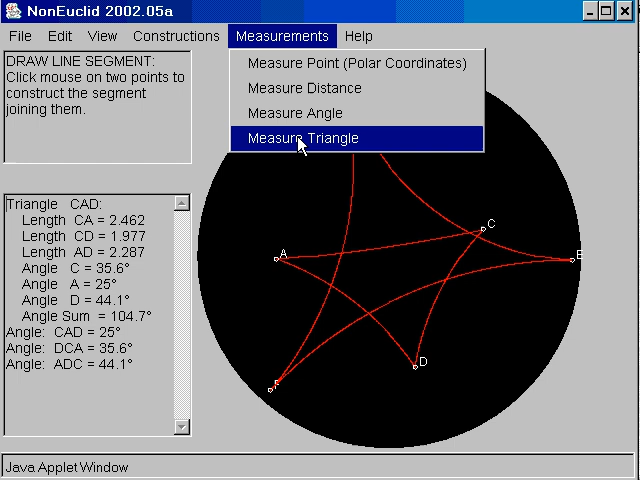 NonEuclid 2002.05a
File Edit View Constructions Measurements Help
DRAW LINE SEGMENT:
Click mouse on two points to
construct the segment
joining them.
Measure Point (Polar Coordinates)
Measure Distance
Measure Angle
Measure Triangle
Triangle CAD:
Length CA = 2.462
Length CD = 1.977
Length AD = 2.287
Angle C = 35.6°
Angle A = 25°
Angle D = 44.1°
Angle Sum = 104.7°
Angle: CAD = 25°
Angle: DCA = 35.6°
Angle: ADC = 44.1°
C
A
D
Java Applet Window